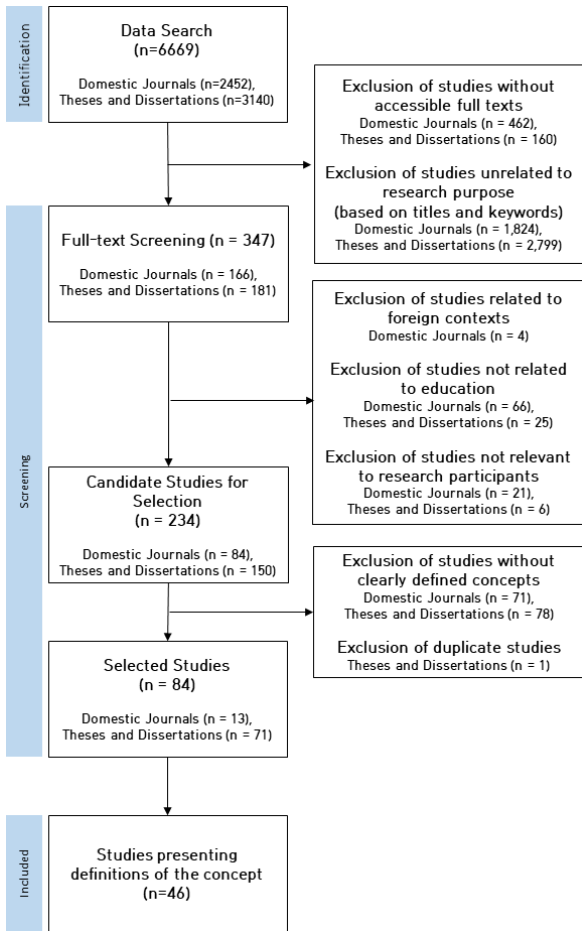 Identification
Data Search
(n=6669)
Domestic Journals (n=2452),
Theses and Dissertations (n=3140)
Exclusion of studies without
accessible full texts
Domestic Journals (n = 462),
Theses and Dissertations (n = 160)
Exclusion of studies unrelated to
research purpose
(based on titles and keywords)
Domestic Journals (n = 1,824),
Theses and Dissertations (n = 2,799)
Screening
Full-text Screening (n = 347)
Domestic Journals (n = 166),
Theses and Dissertations (n = 181)
Exclusion of studies related to
foreign contexts
Domestic Journals (n = 4)
Exclusion of studies not related
to education
Domestic Journals (n = 66),
Theses and Dissertations (n = 25)
Exclusion of studies not relevant
to research participants
Domestic Journals (n = 21),
Theses and Dissertations (n = 6)
Candidate Studies for
Selection
(n = 234)
Domestic Journals (n = 84),
Theses and Dissertations (n = 150)
Exclusion of studies without
clearly defined concepts
Domestic Journals (n = 71),
Theses and Dissertations (n = 78)
Exclusion of duplicate studies
Theses and Dissertations (n = 1)
Selected Studies
(n = 84)
Domestic Journals (n = 13),
Theses and Dissertations (n = 71)
Included
Studies presenting
definitions of the concept
(n=46)